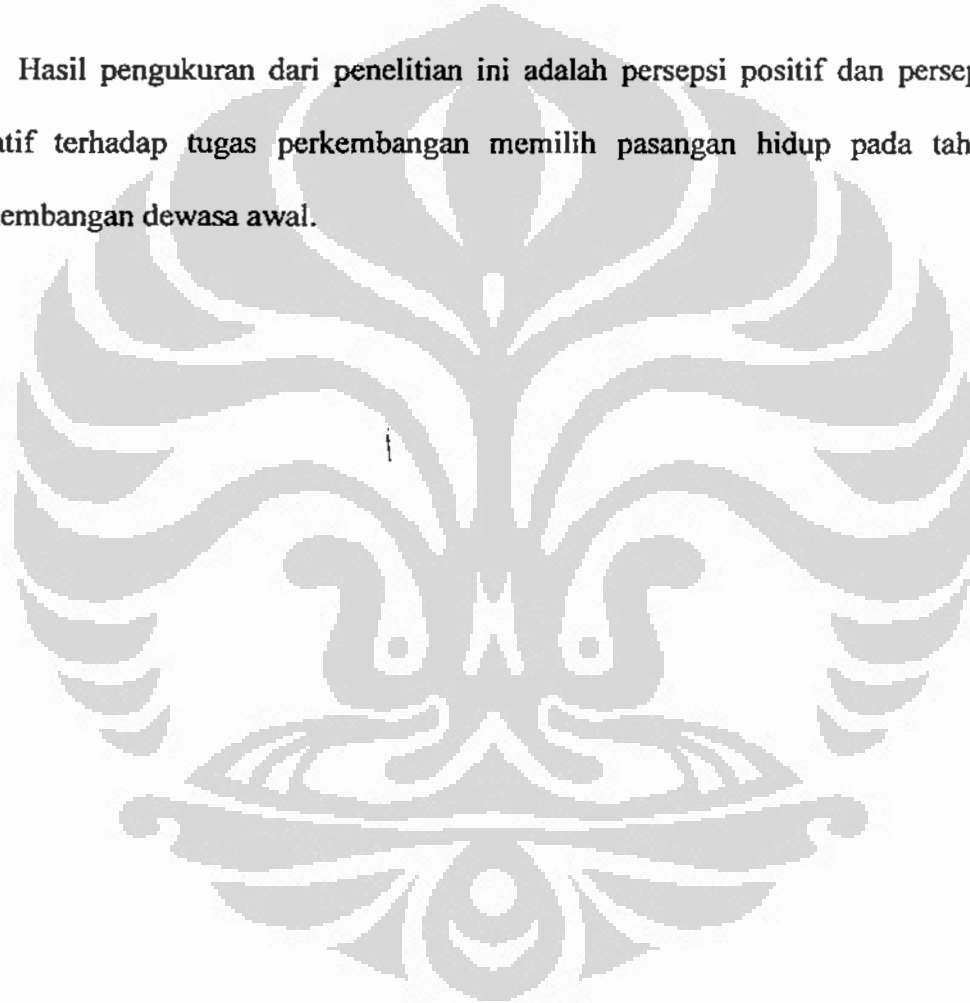 Hasil pengukuran dari penelitian ini adalah persepsi positif dan persep
atif terhadap tugas perkembangan memilih pasangan hidup pada tah
embangan dewasa awal.